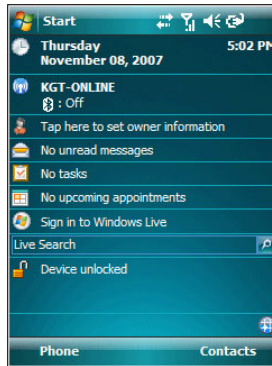 Start
Thursday 5:02 PM
November 08, 2007
KGT-ONLINE
: Off
Tap here to set owner information
No unread messages
No tasks
No upcoming appointments
Sign in to Windows Live
Live Search
Device unlocked
Phone Contacts